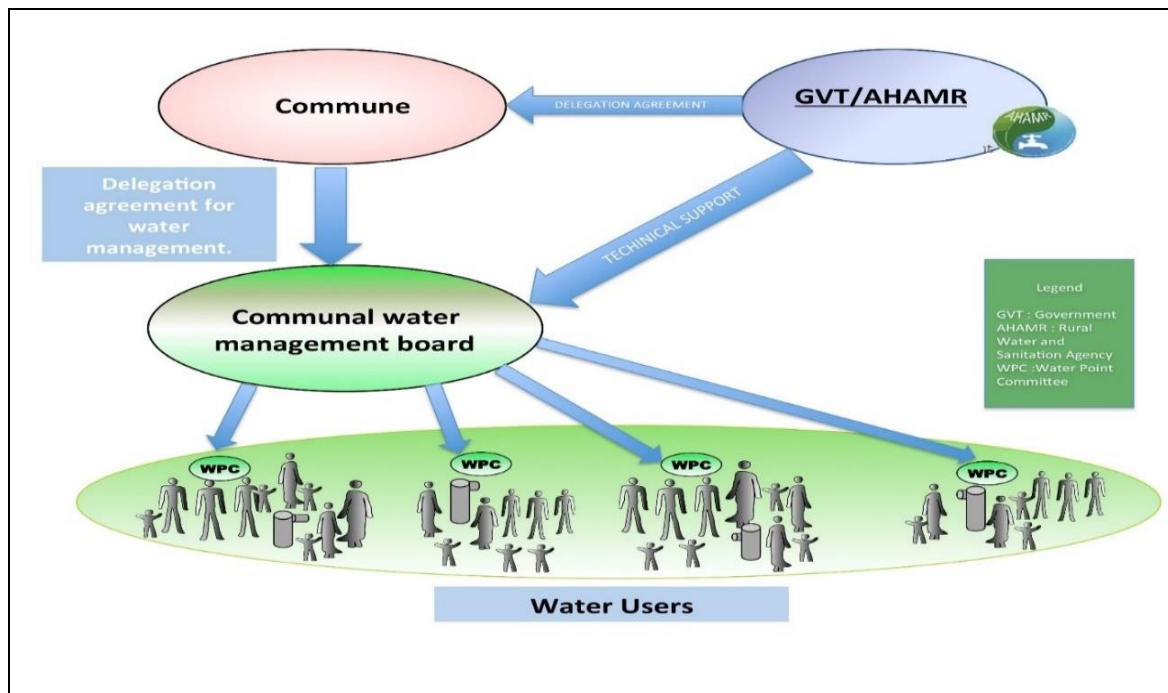 Commune
DELEGATION AGREEMENT
GVT/AHAMR
AHAMR
Delegation
agreement for
water
management.
TECHINICAL SUPPORT
Communal water
management board
Legend
GVT : Government
AHAMR : Rural
Water and
Sanitation Agency
WPC :Water Point
Committee
WPC
WPC
WPC
WPC
Water Users